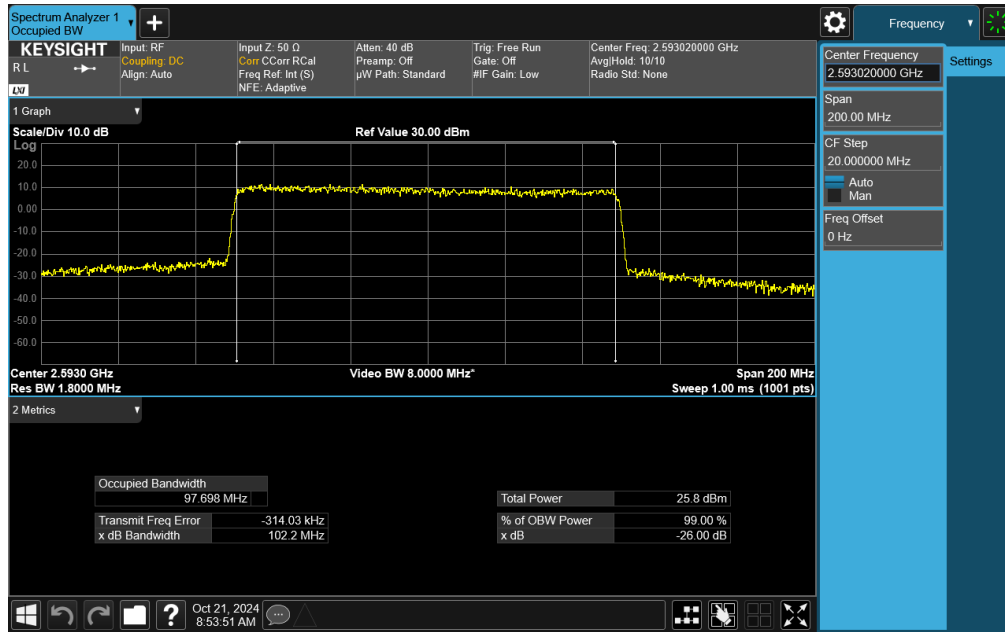 Spectrum Analyzer 1
Occupied BW
Frequency
KEYSIGHT
R L
LXI
Input: RF
Coupling: DC
Align: Auto
Input Z: 50 Ω
Corr CCorr RCal
Freq Ref: Int (S)
NFE: Adaptive
Atten: 40 dB
Preamp: Off
µW Path: Standard
Trig: Free Run
Gate: Off
#IF Gain: Low
Center Freq: 2.593020000 GHz
Avg|Hold: 10/10
Radio Std: None
Center Frequency
2.593020000 GHz
Settings
Span
200.00 MHz
CF Step
20.000000 MHz
Auto
Man
Freq Offset
0 Hz
1 Graph
Scale/Div 10.0 dB
Ref Value 30.00 dBm
Log
20.0
10.0
0.00
-10.0
-20.0
-30.0
-40.0
-50.0
-60.0
Center 2.5930 GHz
Video BW 8.0000 MHz*
Span 200 MHz
Res BW 1.8000 MHz
Sweep 1.00 ms (1001 pts)
2 Metrics
Occupied Bandwidth
97.698 MHz
Total Power 25.8 dBm
Transmit Freq Error -314.03 kHz
% of OBW Power 99.00 %
x dB Bandwidth 102.2 MHz
x dB -26.00 dB
?
Oct 21, 2024
8:53:51 AM